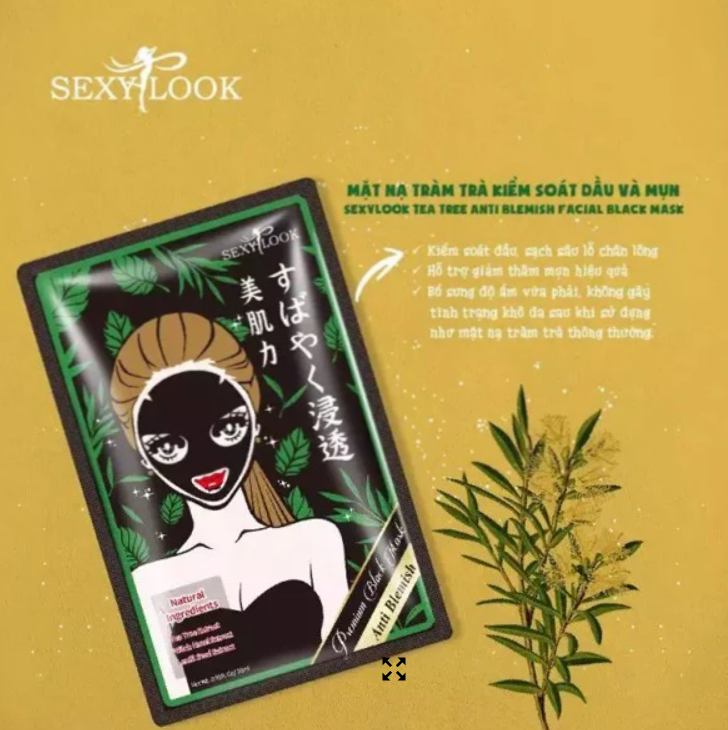 SEXYLOOK
MẶT NẠ TRÀM TRÀ KIỂM SOÁT DẦU VÀ MỤN
SEXYLOOK TEA TREE ANTI BLEMISH FACIAL BLACK MASK
Kiểm soát dầu, sạch sâu lỗ chân lông
Hỗ trợ giảm thâm mụn hiệu quả
Bổ sung độ ẩm vừa phải, không gây
tình trạng khô da sau khi sử dụng
như mặt nạ tràm trà thông thường.
SEXYLOOK
すばやく浸透
美肌力
Premium Black Mask
Anti Blemish
Natural
Ingredients
Tea Tree Extract